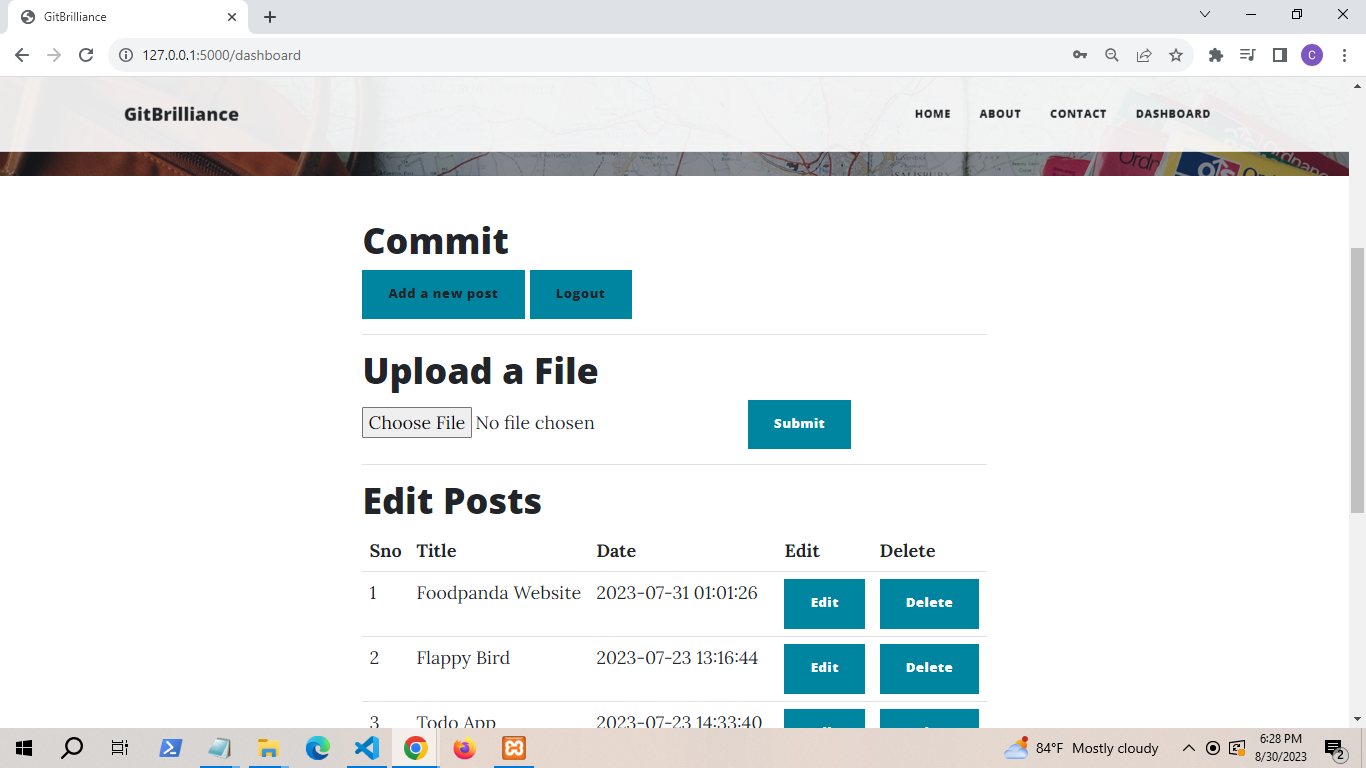 GitBrilliance
127.0.0.1:5000/dashboard
C
GitBrilliance
HOME ABOUT CONTACT DASHBOARD
SALISBURY
Ordn
Commit
Add a new post Logout
Upload a File
Choose File No file chosen Submit
Edit Posts
Sno Title Date Edit Delete
1 Foodpanda Website 2023-07-31 01:01:26 Edit Delete
2 Flappy Bird 2023-07-23 13:16:44 Edit Delete
3 Todo App 2023-07-23 14:33:40
84°F Mostly cloudy
6:28 PM
8/30/2023
2